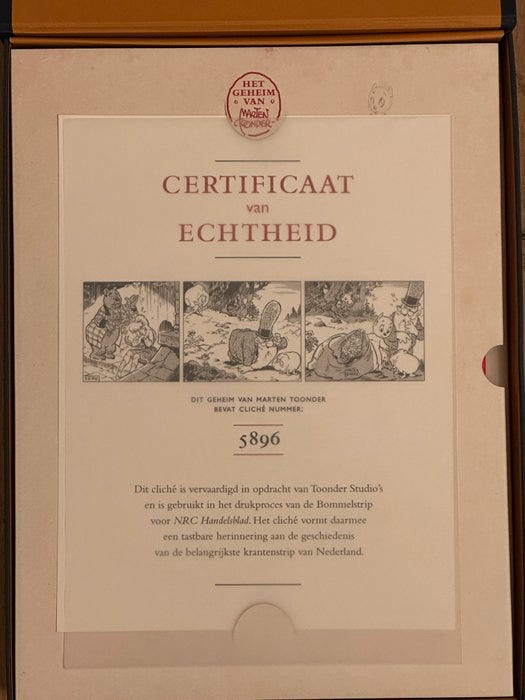 HET
GEHEIM
VAN
MARTEN
TOONDER
CERTIFICAAT
van
ECHTHEID
DIT GEHEIM VAN MARTEN TOONDER
BEVAT CLICHÉ NUMMER:
5896
Dit cliché is vervaardigd in opdracht van Toonder Studio's
en is gebruikt in het drukproces van de Bommelstrip
voor NRC Handelsblad. Het cliché vormt daarmee
een tastbare herinnering aan de geschiedenis
van de belangrijkste krantenstrip van Nederland.